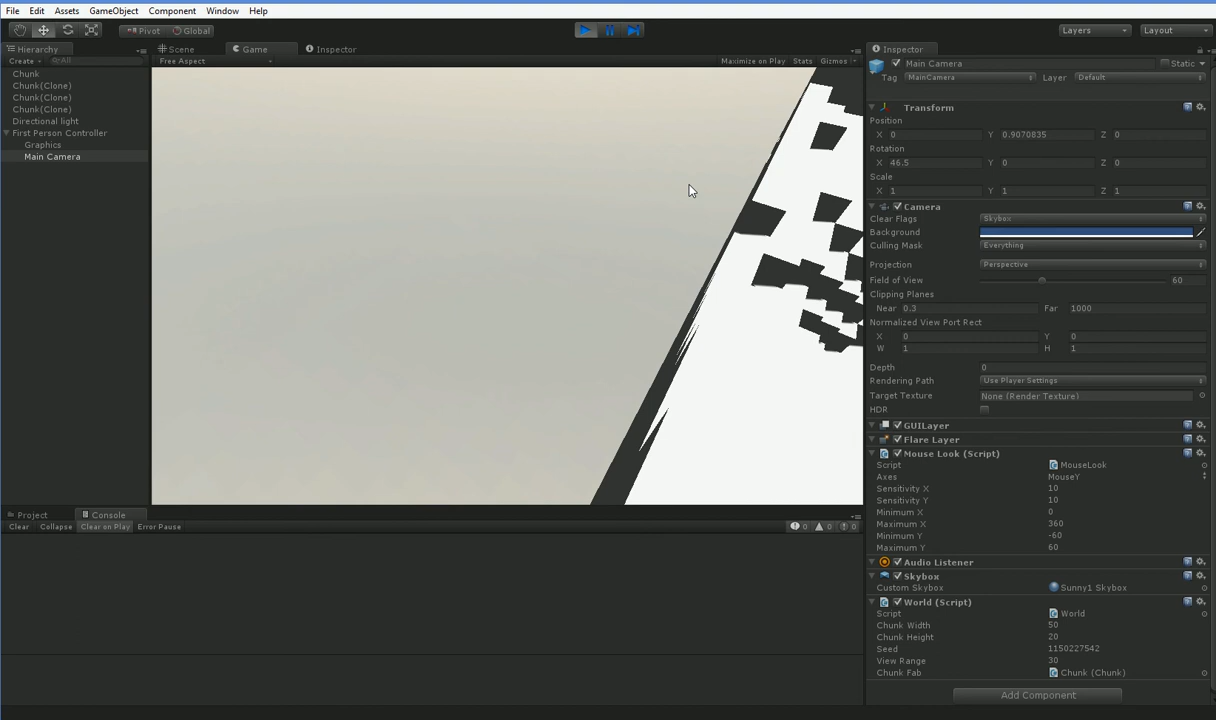 File Edit Assets GameObject Component Window Help
Pivot Global Layers Layout
Hierarchy Scene Game Inspector Inspector
Create All Free Aspect Maximize on Play Stats Gizmos
Chunk
Chunk(Clone)
Chunk(Clone)
Chunk(Clone)
Directional light
First Person Controller
Graphics
Main Camera
Main Camera Static
Tag MainCamera Layer Default
Transform
Position
X 0 Y 0.9070835 Z 0
Rotation
X 46.5 Y 0 Z 0
Scale
X 1 Y 1 Z 1
Camera
Clear Flags Skybox
Background
Culling Mask Everything
Projection Perspective
Field of View 60
Clipping Planes
Near 0.3 Far 1000
Normalized View Port Rect
X 0 Y 0
W 1 H 1
Depth 0
Rendering Path Use Player Settings
Target Texture None (Render Texture)
HDR
GUILayer
Flare Layer
Mouse Look (Script)
Script MouseLook
Axes MouseY
Sensitivity X 10
Sensitivity Y 10
Minimum X 0
Maximum X 360
Minimum Y -60
Maximum Y 60
Audio Listener
Skybox
Custom Skybox Sunny1 Skybox
World (Script)
Script World
Chunk Width 50
Chunk Height 20
Seed 1150227542
View Range 30
Chunk Fab Chunk (Chunk)
Add Component
Project Console
Clear Collapse Clear on Play Error Pause 0 0 0